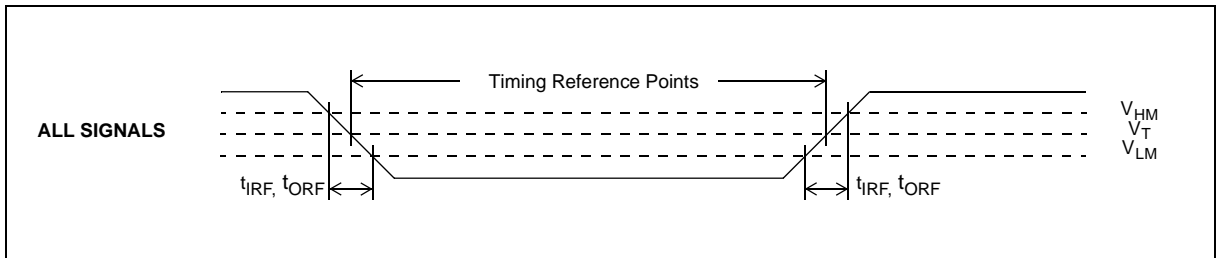 Timing Reference Points
ALL SIGNALS
V_HM
V_T
V_LM
t_IRF, t_ORF
t_IRF, t_ORF